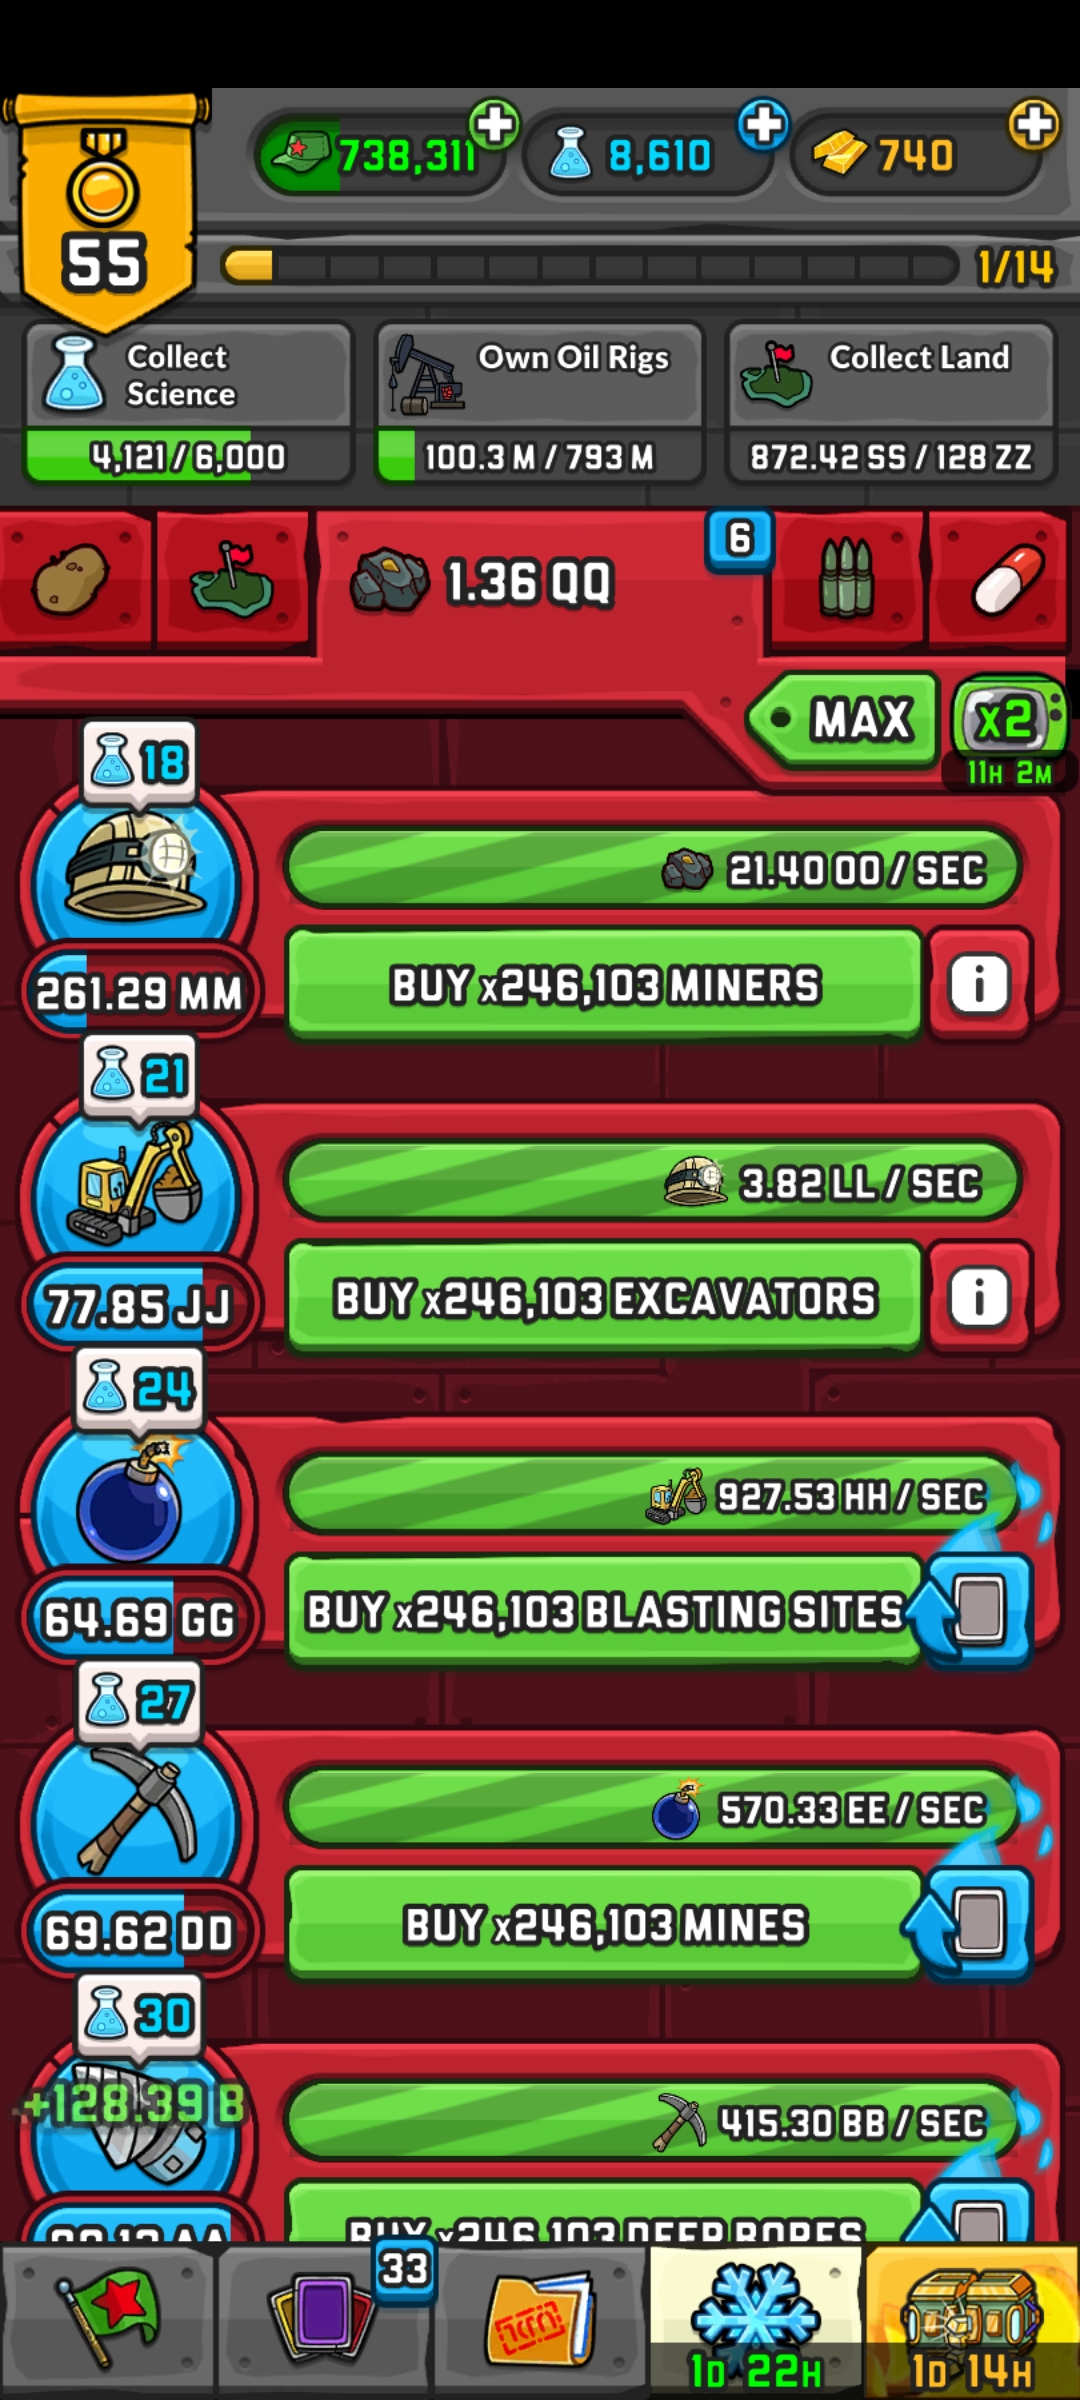 738,311
8,610
740
55
1/14
Collect
Science
Own Oil Rigs
Collect Land
4,121/6,000
100.3 M/793 M
872.42 SS/128 ZZ
1.36 QQ
6
MAX
x2
11H 2M
18
21.40 OO/SEC
261.29 MM
BUY x246,103 MINERS
i
21
3.82 LL/SEC
77.85 JJ
BUY x246,103 EXCAVATORS
i
24
927.53 HH/SEC
64.69 GG
BUY x246,103 BLASTING SITES
27
570.33 EE/SEC
69.62 DD
BUY x246,103 MINES
30
+128.39 B
415.30 BB/SEC
BUY x246,103 DEEP BORES
33
1D 22H
1D 14H